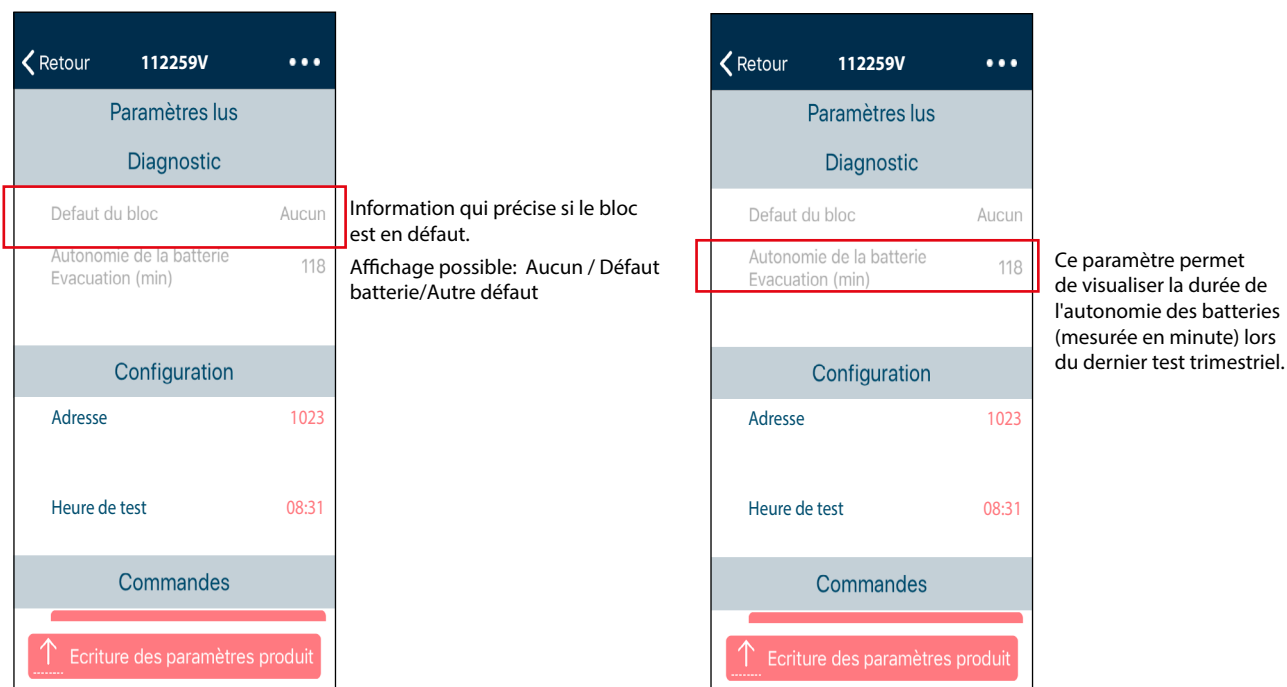 Retour 112259V
Paramètres lus
Diagnostic
Defaut du bloc Aucun
Autonomie de la batterie
Evacuation (min) 118
Configuration
Adresse 1023
Heure de test 08:31
Commandes
Ecriture des paramètres produit
Information qui précise si le bloc
est en défaut.
Affichage possible: Aucun / Défaut
batterie/Autre défaut
Retour 112259V
Paramètres lus
Diagnostic
Defaut du bloc Aucun
Autonomie de la batterie
Evacuation (min) 118
Configuration
Adresse 1023
Heure de test 08:31
Commandes
Ecriture des paramètres produit
Ce paramètre permet
de visualiser la durée de
l'autonomie des batteries
(mesurée en minute) lors
du dernier test trimestriel.